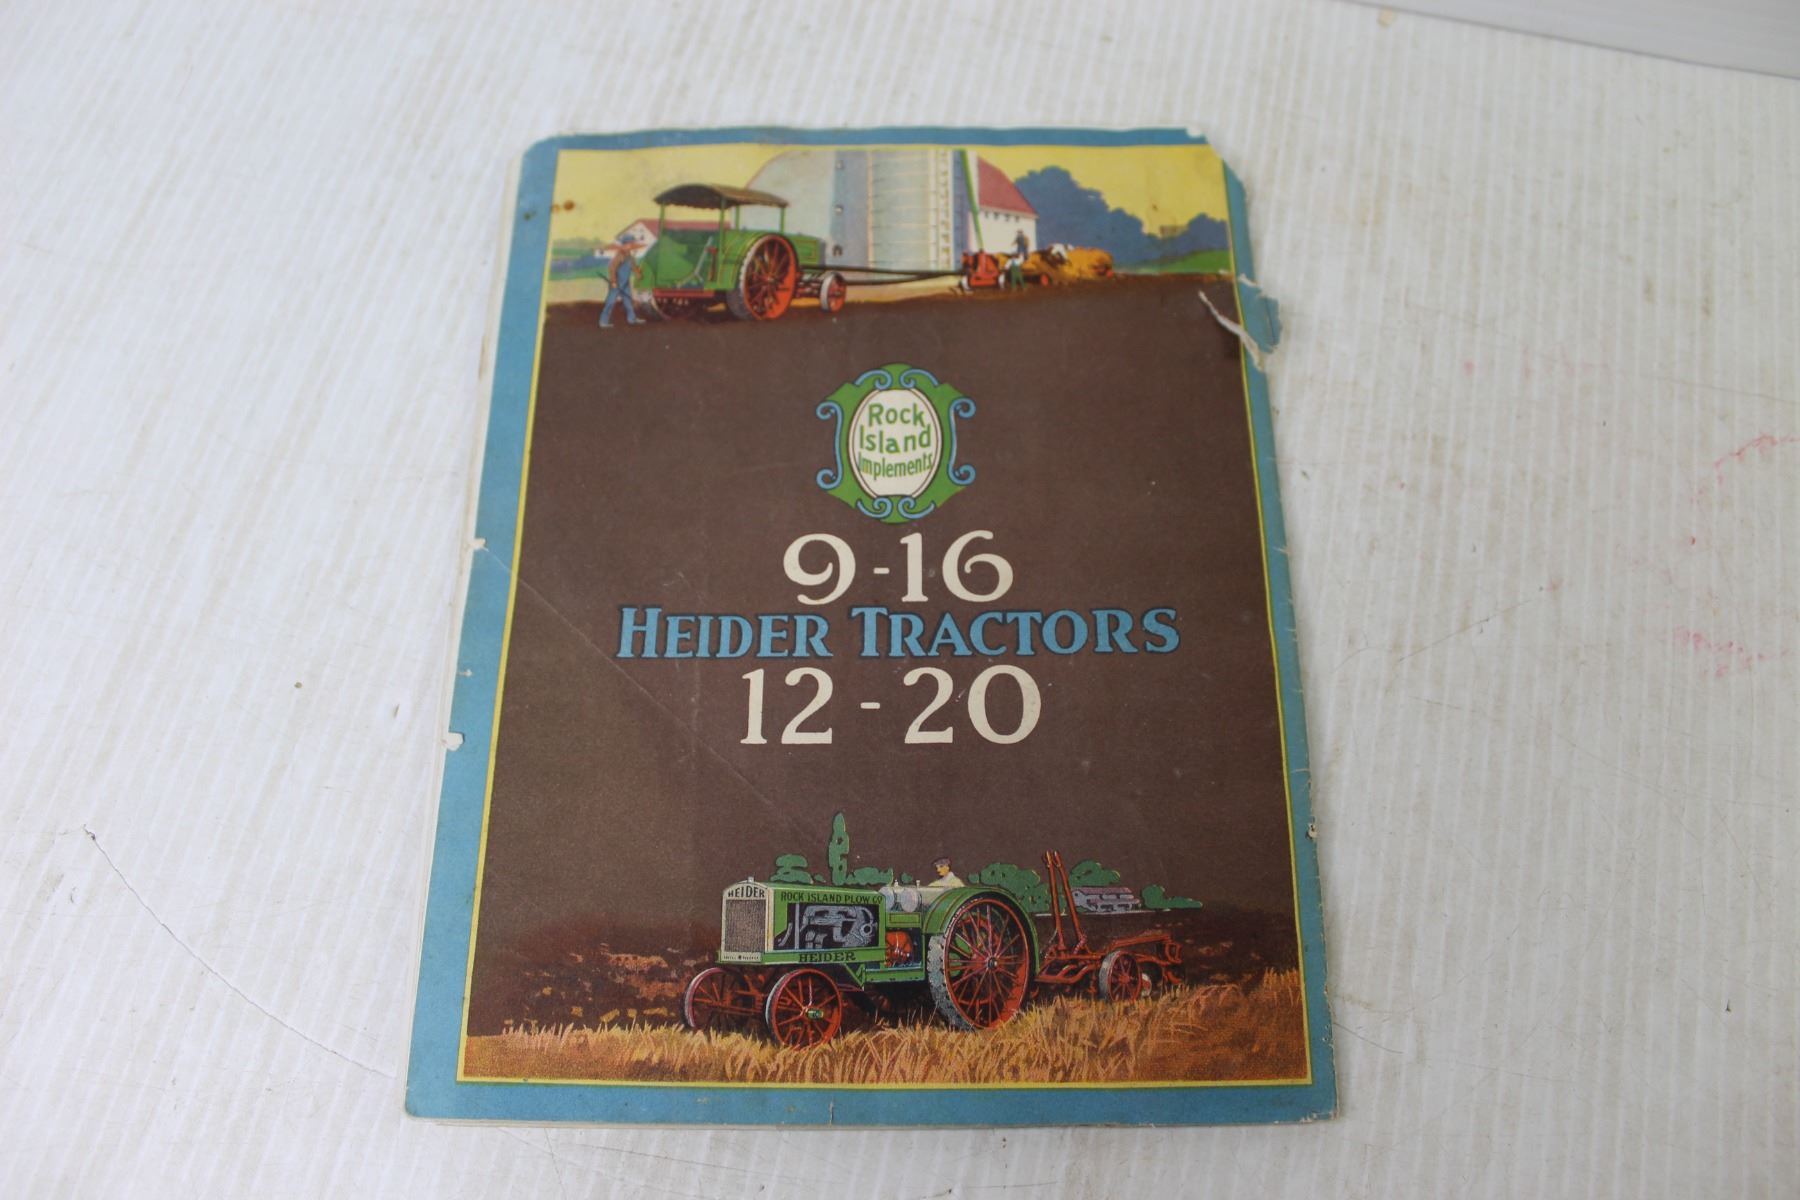 Rock
Island
Implements
9-16
HEIDER TRACTORS
12-20
HEIDER
ROCK ISLAND PLOW CO
HEIDER